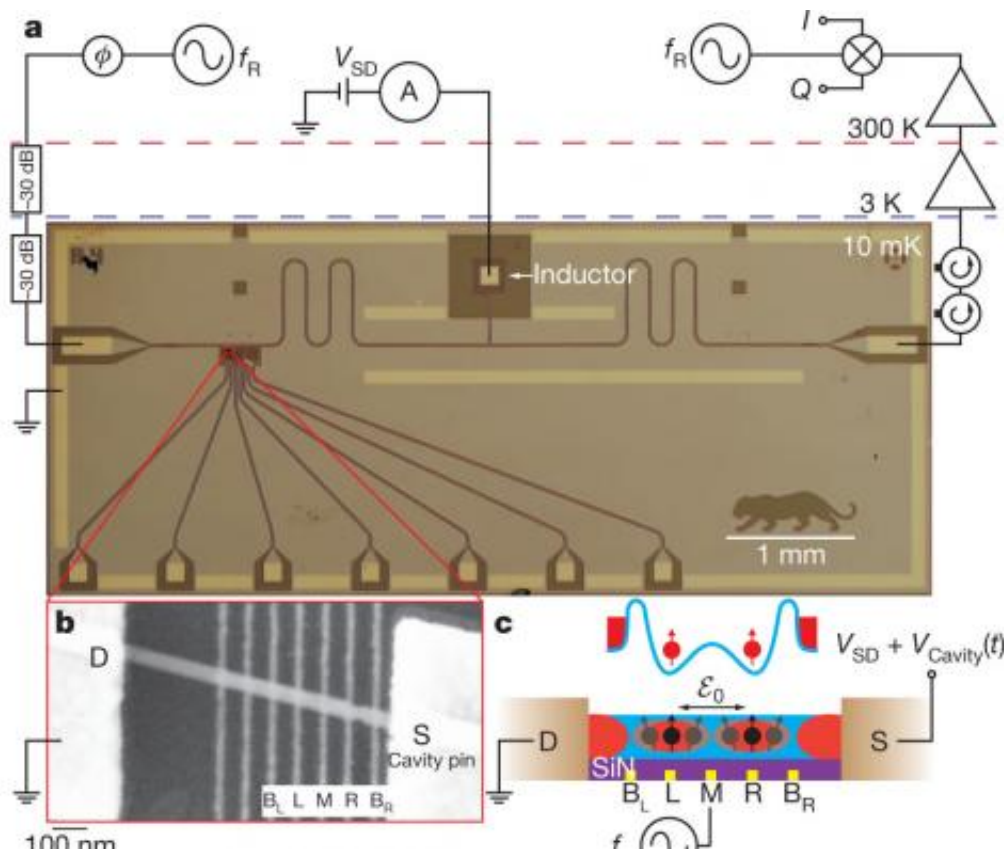 a
ϕ
f_R
V_SD
A
f_R
I
Q
300 K
3 K
10 mK
-30 dB
-30 dB
Inductor
1 mm
b
D
S
Cavity pin
B_L L M R B_R
100 nm
c
V_SD + V_Cavity(t)
ℰ_0
D
S
SiN
B_L L M R B_R
f